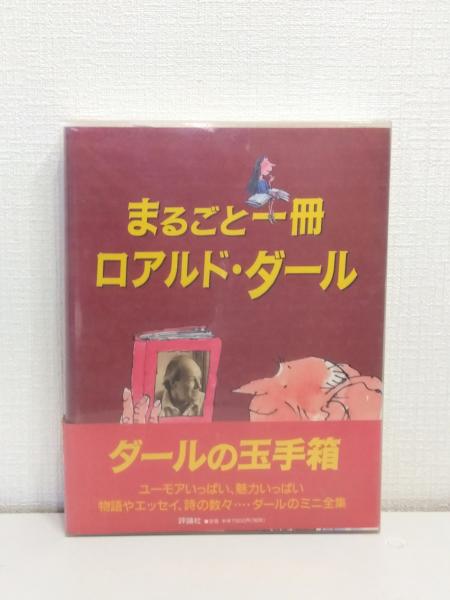 まるごと一冊
ロアルド・ダール
ダールの玉手箱
ユーモアいっぱい、魅力いっぱい
物語やエッセイ、詩の数々‥‥ダールのミニ全集
評論社